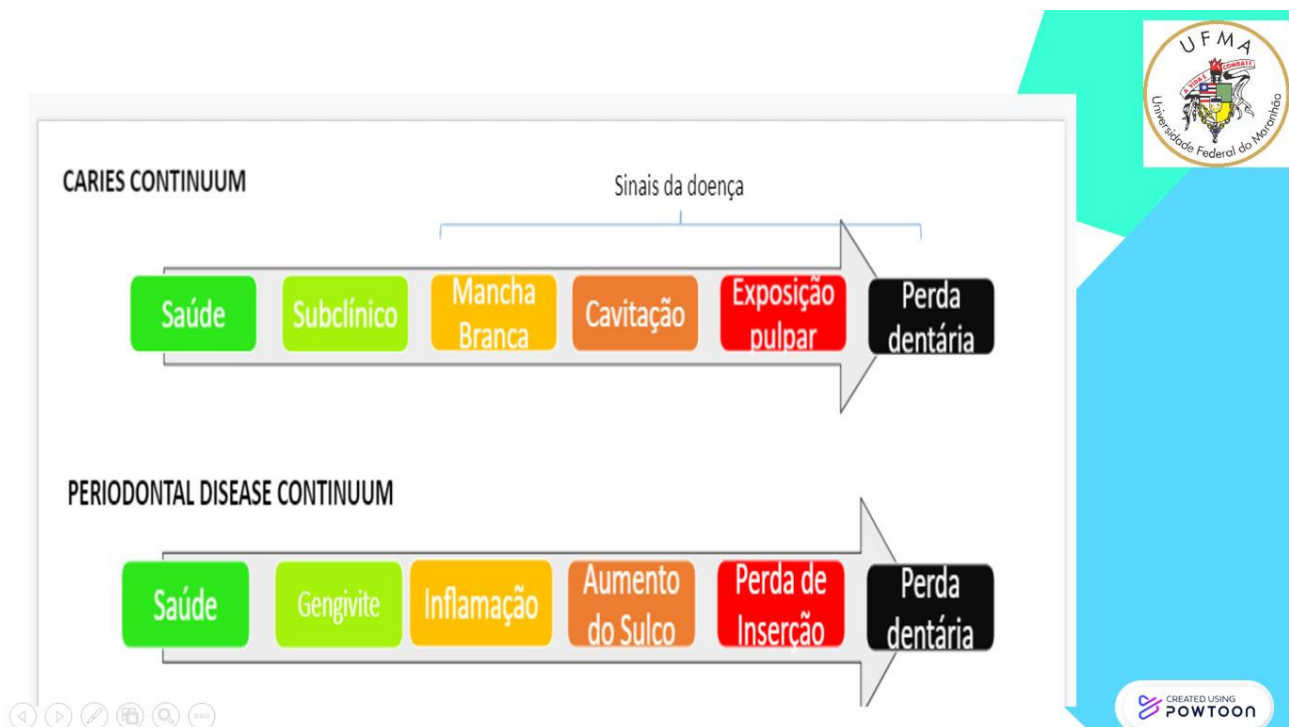 UFMA
A VIDA É COMBATE
Universidade Federal do Maranhão
CARIES CONTINUUM
Sinais da doença
Saúde
Subclínico
Mancha
Branca
Cavitação
Exposição
pulpar
Perda
dentária
PERIODONTAL DISEASE CONTINUUM
Saúde
Gengivite
Inflamação
Aumento
do Sulco
Perda de
Inserção
Perda
dentária
CREATED USING
POWTOON